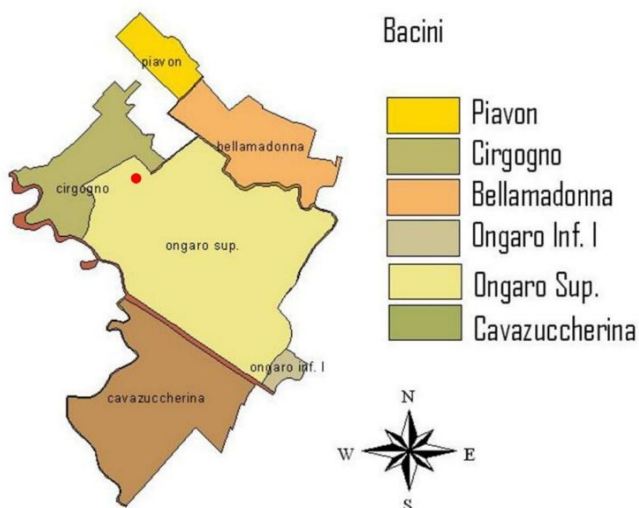 Bacini
piavon
bellamadonna
cirgogno
ongaro sup.
ongaro inf. I
cavazuccherina
Piavon
Cirgogno
Bellamadonna
Ongaro Inf. I
Ongaro Sup.
Cavazuccherina
N
W E
S